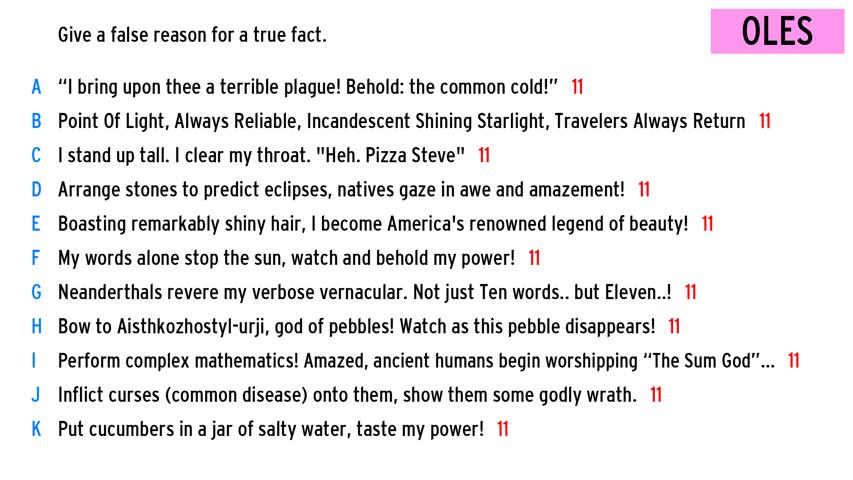 Give a false reason for a true fact.
OLES
A “I bring upon thee a terrible plague! Behold: the common cold!” 11
B Point Of Light, Always Reliable, Incandescent Shining Starlight, Travelers Always Return 11
C I stand up tall. I clear my throat. "Heh. Pizza Steve" 11
D Arrange stones to predict eclipses, natives gaze in awe and amazement! 11
E Boasting remarkably shiny hair, I become America's renowned legend of beauty! 11
F My words alone stop the sun, watch and behold my power! 11
G Neanderthals revere my verbose vernacular. Not just Ten words.. but Eleven..! 11
H Bow to Aisthkozhostyl-urji, god of pebbles! Watch as this pebble disappears! 11
I Perform complex mathematics! Amazed, ancient humans begin worshipping “The Sum God”... 11
J Inflict curses (common disease) onto them, show them some godly wrath. 11
K Put cucumbers in a jar of salty water, taste my power! 11